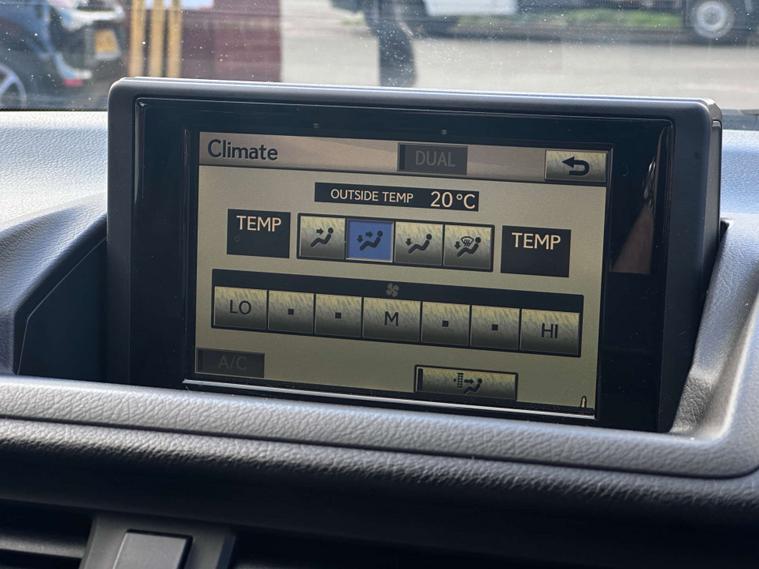 Climate
DUAL
OUTSIDE TEMP 20°C
TEMP
TEMP
LO
M
HI
A/C